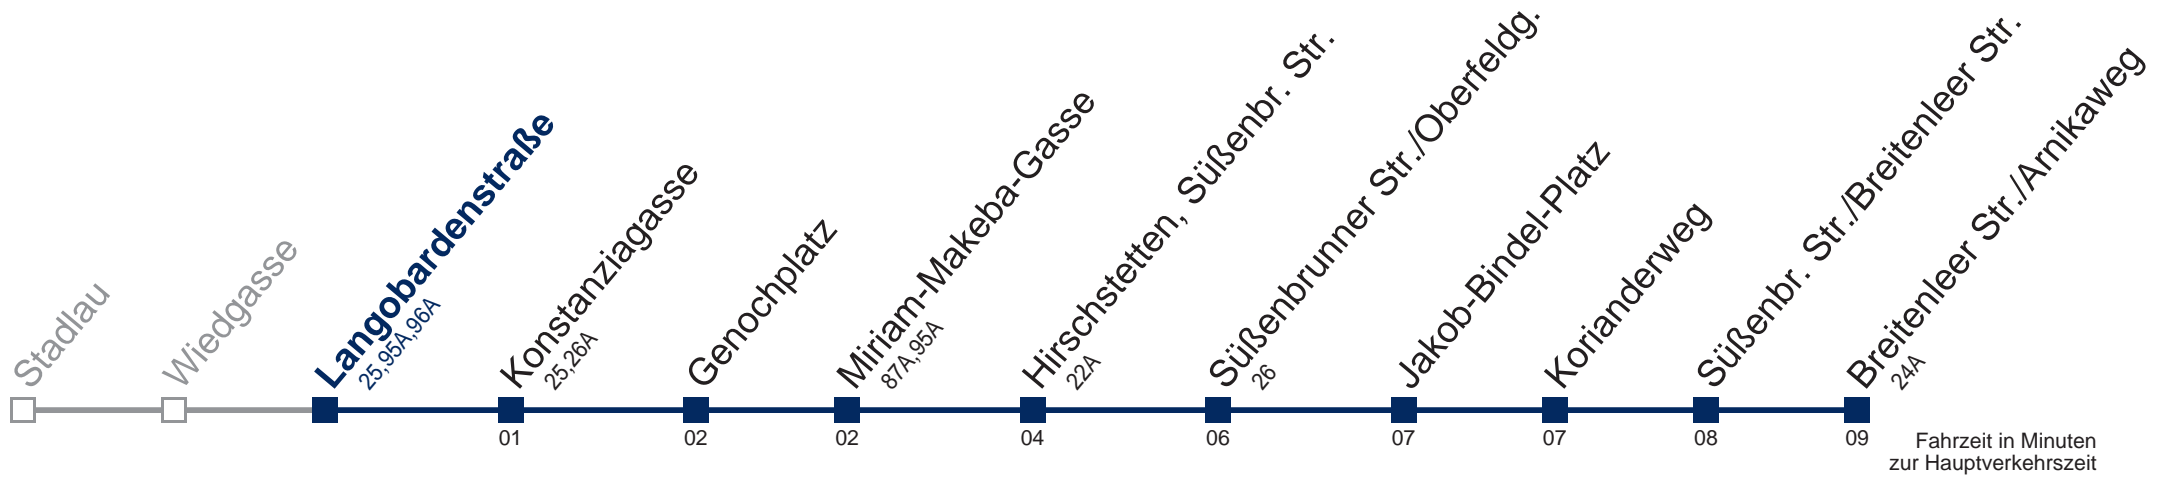 Stadlau
Wiedgasse
Langobardenstraße
25,95A,96A
Konstanziagasse
25,26A
Genochplatz
Miriam-Makeba-Gasse
87A,95A
Hirschstetten, Süßenbr. Str.
22A
Süßenbrunner Str./Oberfeldg.
26
Jakob-Bindel-Platz
Korianderweg
Süßenbr. Str./Breitenleer Str.
Breitenleer Str./Arnikaweg
24A
01 02 02 04 06 07 07 08 09
Fahrzeit in Minuten
zur Hauptverkehrszeit